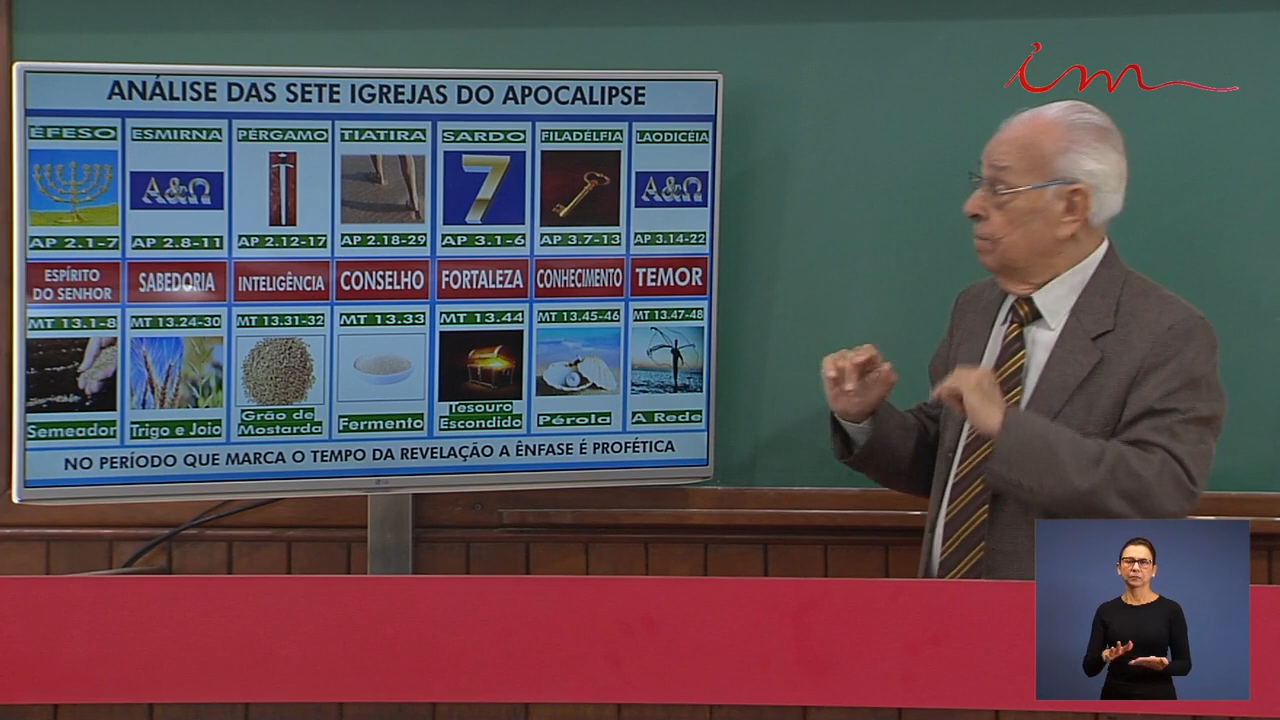 im
ANÁLISE DAS SETE IGREJAS DO APOCALIPSE
ÉFESO ESMIRNA PÉRGAMO TIATIRA SARDO FILADÉLFIA LAODICÉIA
A&Ω 7 A&Ω
AP 2.1-7 AP 2.8-11 AP 2.12-17 AP 2.18-29 AP 3.1-6 AP 3.7-13 AP 3.14-22
ESPÍRITO
DO SENHOR SABEDORIA INTELIGÊNCIA CONSELHO FORTALEZA CONHECIMENTO TEMOR
MT 13.1-8 MT 13.24-30 MT 13.31-32 MT 13.33 MT 13.44 MT 13.45-46 MT 13.47-48
Semeador Trigo e Joio Grão de
Mostarda Fermento Tesouro
Escondido Pérola A Rede
NO PERÍODO QUE MARCA O TEMPO DA REVELAÇÃO A ÊNFASE É PROFÉTICA
LG